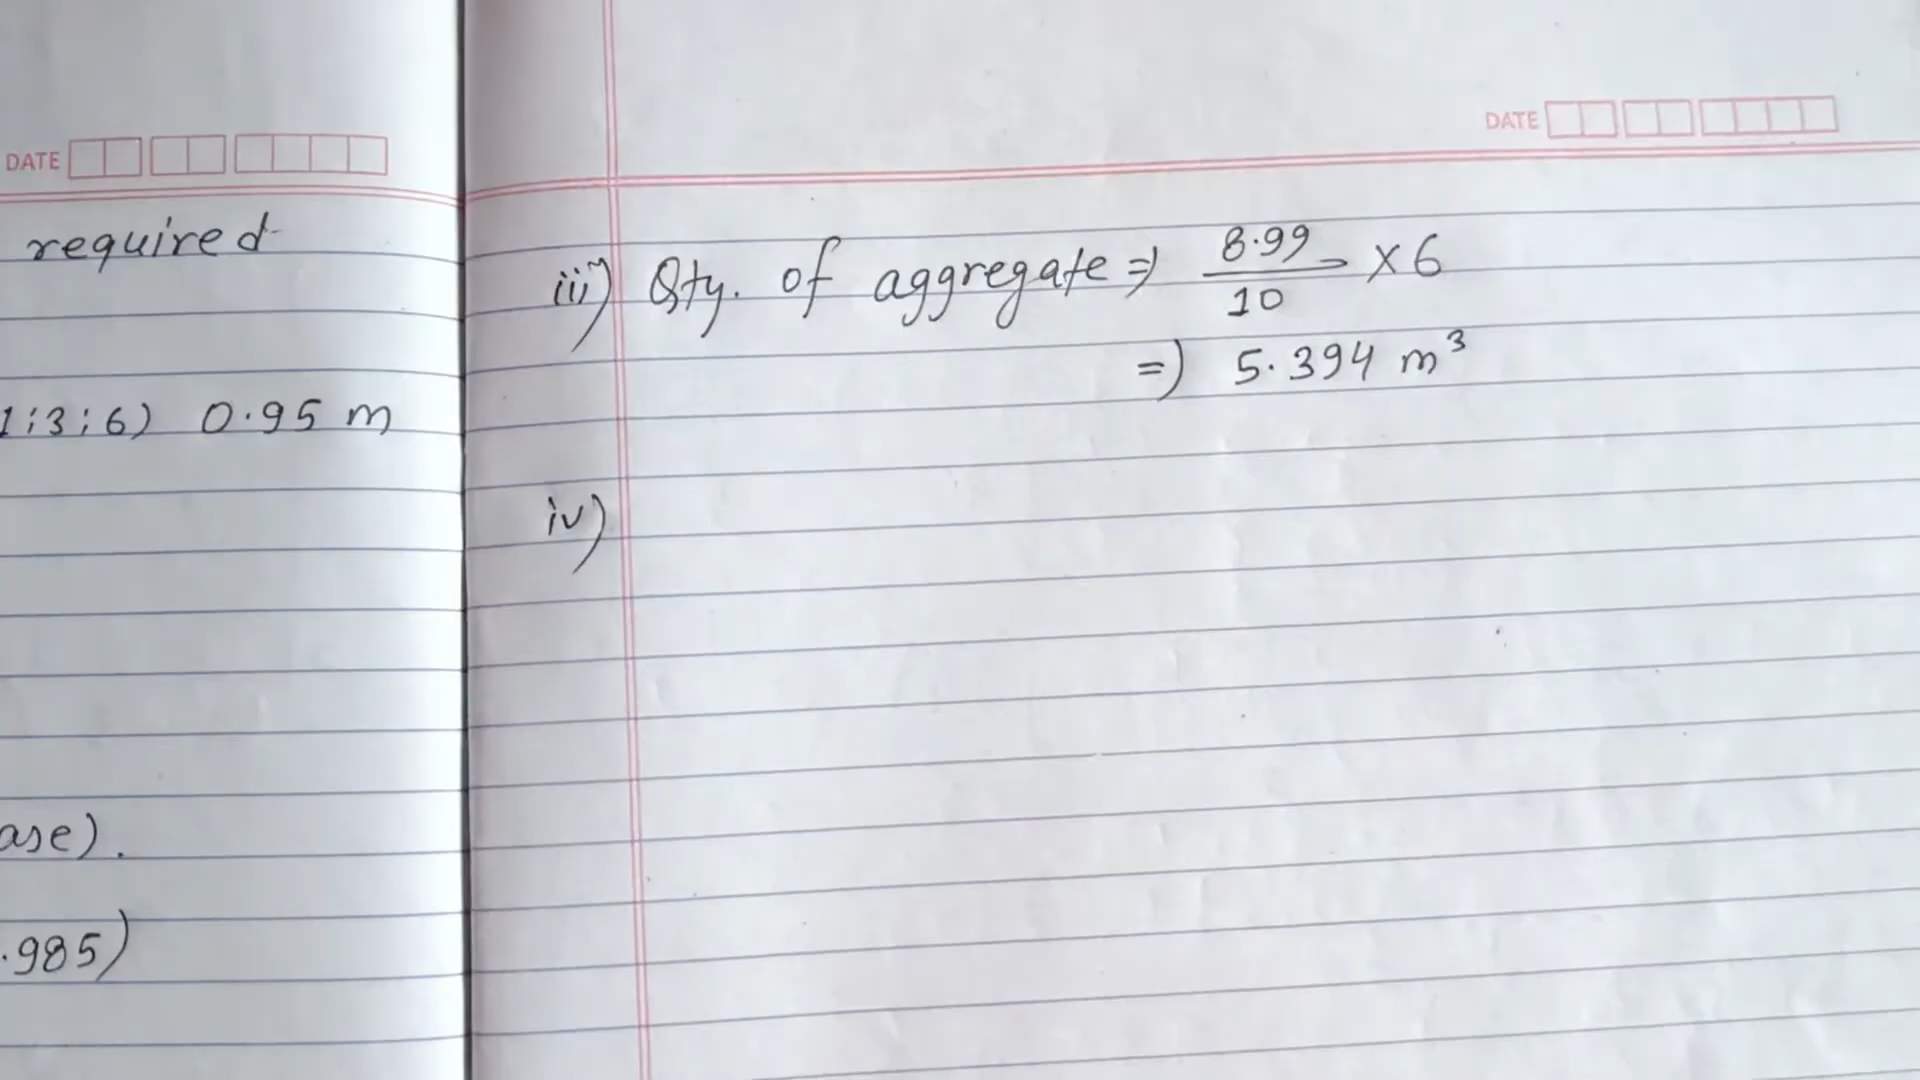 DATE
required
1:3:6) 0.95 m
ase).
.985)
DATE
iii) Qty. of aggregate => 8.99/10 × 6
=> 5.394 m³
iv)